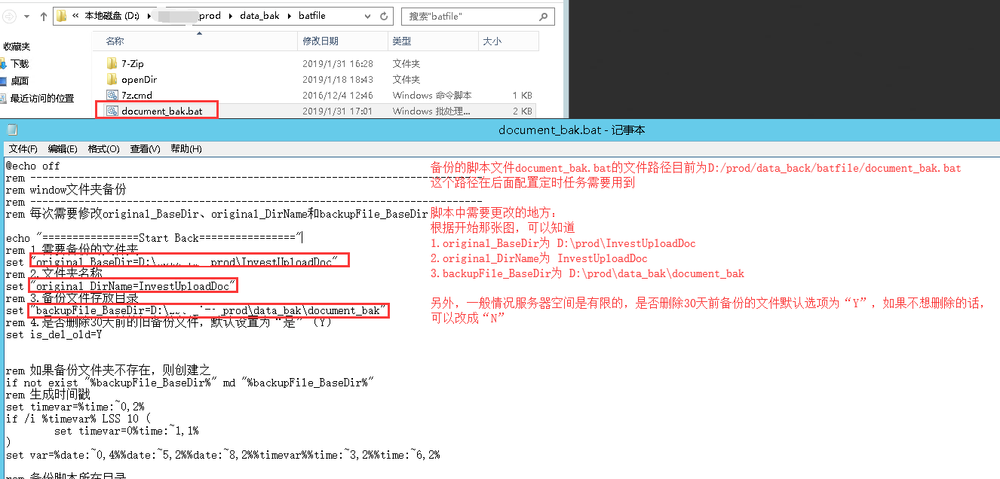 « 本地磁盘 (D:) ▸ prod ▸ data_bak ▸ batfile
搜索"batfile"
收藏夹
下载
桌面
最近访问的位置
名称 修改日期 类型 大小
7-Zip 2019/1/31 16:28 文件夹
openDir 2019/1/18 18:43 文件夹
7z.cmd 2016/12/4 12:46 Windows 命令脚本 1 KB
document_bak.bat 2019/1/31 17:01 Windows 批处理... 2 KB
document_bak.bat - 记事本
文件(F) 编辑(E) 格式(O) 查看(V) 帮助(H)
@echo off
rem ---------------------------------------------------------------------------
rem window文件夹备份
rem ---------------------------------------------------------------------------
rem 每次需要修改original_BaseDir、original_DirName和backupFile_BaseDir
echo "================Start Back================"
rem 1.需要备份的文件夹
set "original_BaseDir=D:\ prod\InvestUploadDoc"
rem 2.文件夹名称
set "original_DirName=InvestUploadDoc"
rem 3.备份文件存放目录
set "backupFile_BaseDir=D:\ prod\data_bak\document_bak"
rem 4.是否删除30天前的旧备份文件，默认设置为“是”（Y）
set is_del_old=Y
rem 如果备份文件夹不存在，则创建之
if not exist "%backupFile_BaseDir%" md "%backupFile_BaseDir%"
rem 生成时间戳
set timevar=%time:~0,2%
if /i %timevar% LSS 10 (
set timevar=0%time:~1,1%
)
set var=%date:~0,4%%date:~5,2%%date:~8,2%%timevar%%time:~3,2%%time:~6,2%
rem 备份脚本所在目录
备份的脚本文件document_bak.bat的文件路径目前为D:/prod/data_back/batfile/document_bak.bat
这个路径在后面配置定时任务需要用到
脚本中需要更改的地方：
根据开始那张图，可以知道
1.original_BaseDir为 D:\prod\InvestUploadDoc
2.original_DirName为 InvestUploadDoc
3.backupFile_BaseDir为 D:\prod\data_bak\document_bak
另外，一般情况服务器空间是有限的，是否删除30天前备份的文件默认选项为“Y”，如果不想删除的话，
可以改成“N”